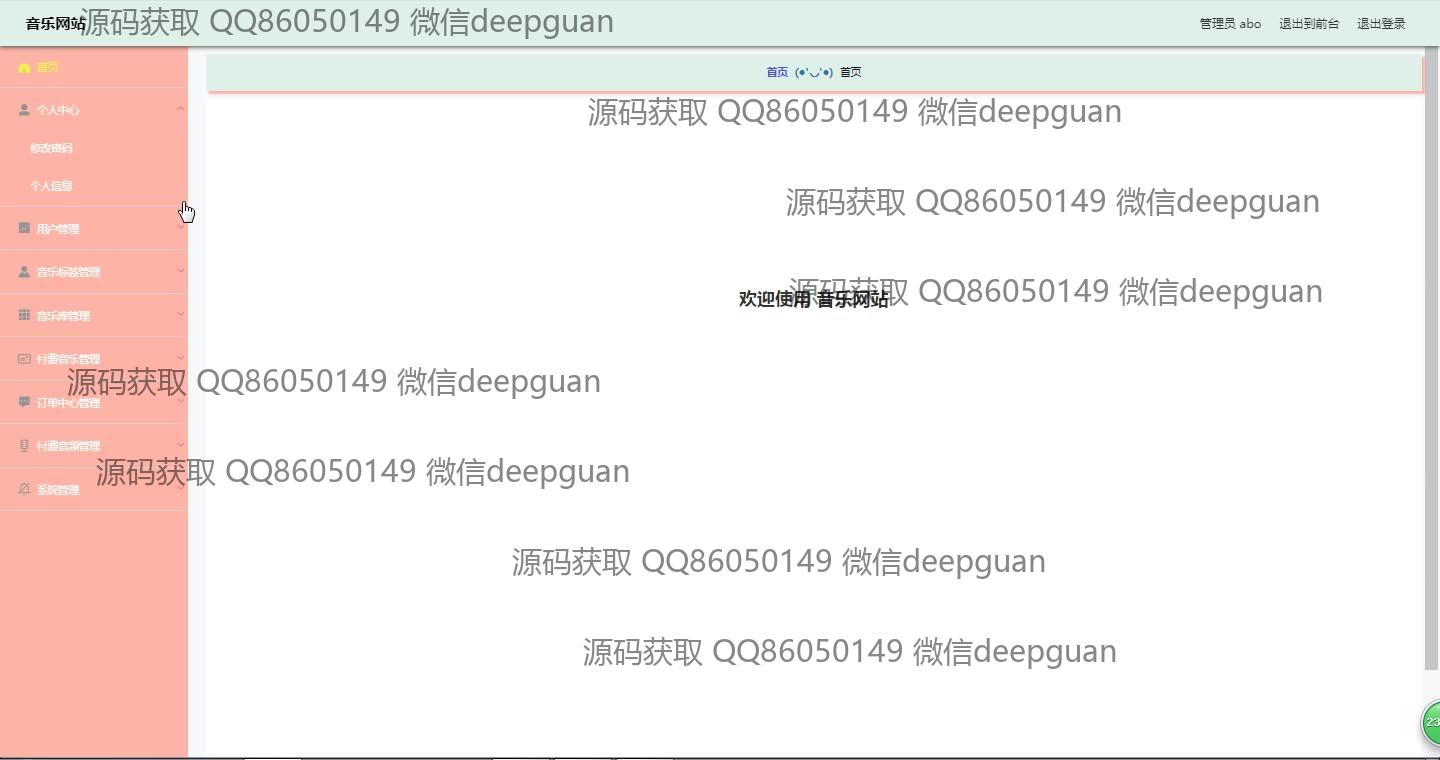 音乐网站
源码获取 QQ86050149 微信deepguan
管理员 abo 退出到前台 退出登录
首页
首页 (●'◡'●) 首页
个人中心
源码获取 QQ86050149 微信deepguan
修改密码
个人信息
源码获取 QQ86050149 微信deepguan
用户管理
音乐标签管理
源码获取 QQ86050149 微信deepguan
欢迎使用 音乐网站
音乐库管理
付费音乐管理
源码获取 QQ86050149 微信deepguan
订单中心管理
付费音频管理
源码获取 QQ86050149 微信deepguan
系统管理
源码获取 QQ86050149 微信deepguan
源码获取 QQ86050149 微信deepguan